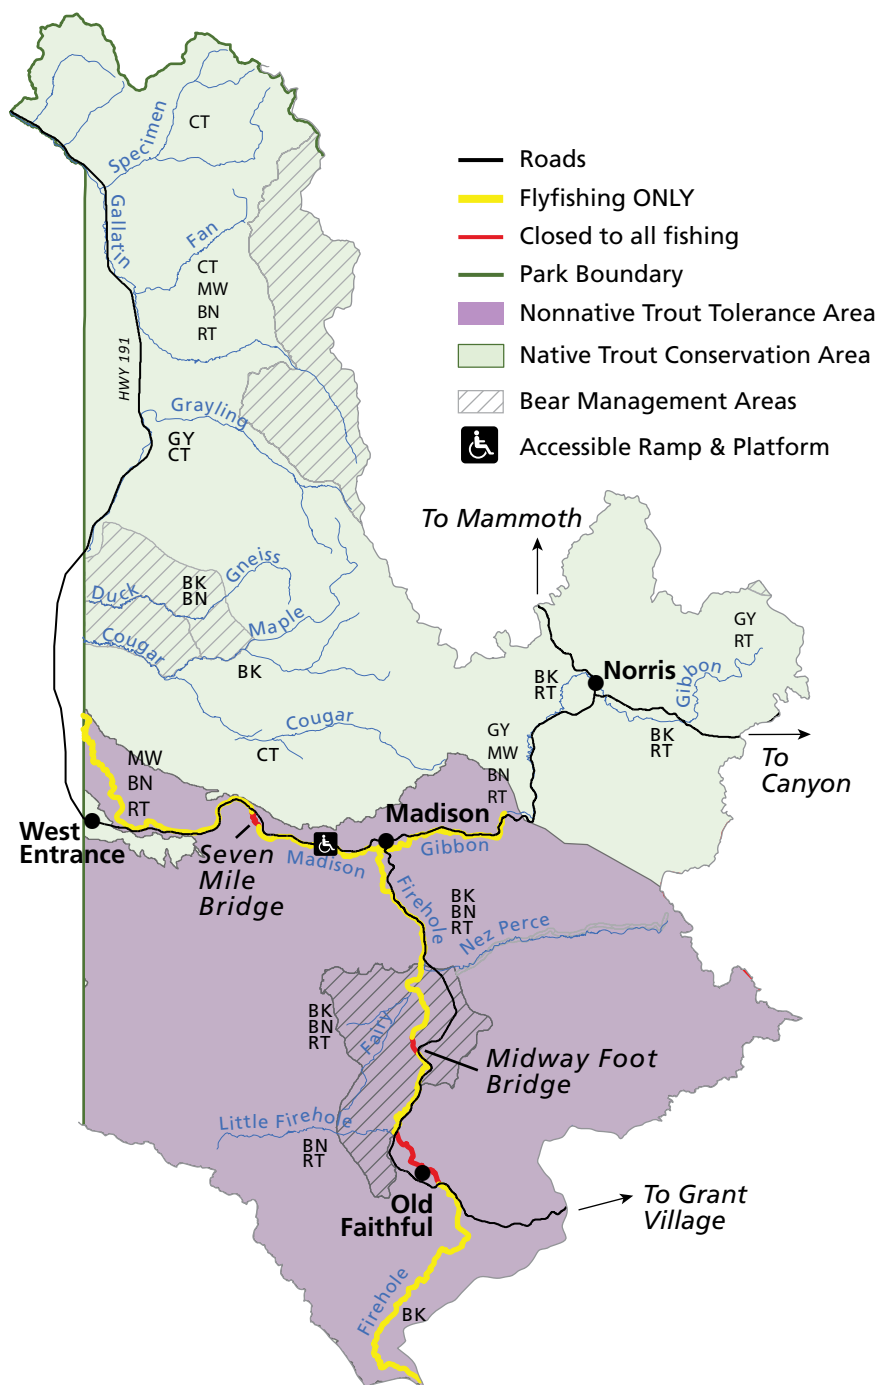 CT
Specimen
Gallatin
Fan
CT
MW
BN
RT
HWY 191
Grayling
GY
CT
Roads
Flyfishing ONLY
Closed to all fishing
Park Boundary
Nonnative Trout Tolerance Area
Native Trout Conservation Area
Bear Management Areas
Accessible Ramp & Platform
To Mammoth
Gneiss
Duck
BK
BN
Maple
Cougar
BK
Cougar
CT
GY
RT
Norris
Gibbon
BK
RT
BK
RT
To
Canyon
GY
MW
BN
RT
MW
BN
RT
West
Entrance
Seven
Mile
Bridge
Madison
Madison
Gibbon
Firehole
BK
BN
RT
Nez Perce
BK
BN
RT
Fairy
Midway Foot
Bridge
Little Firehole
BN
RT
Old
Faithful
To Grant
Village
Firehole
BK